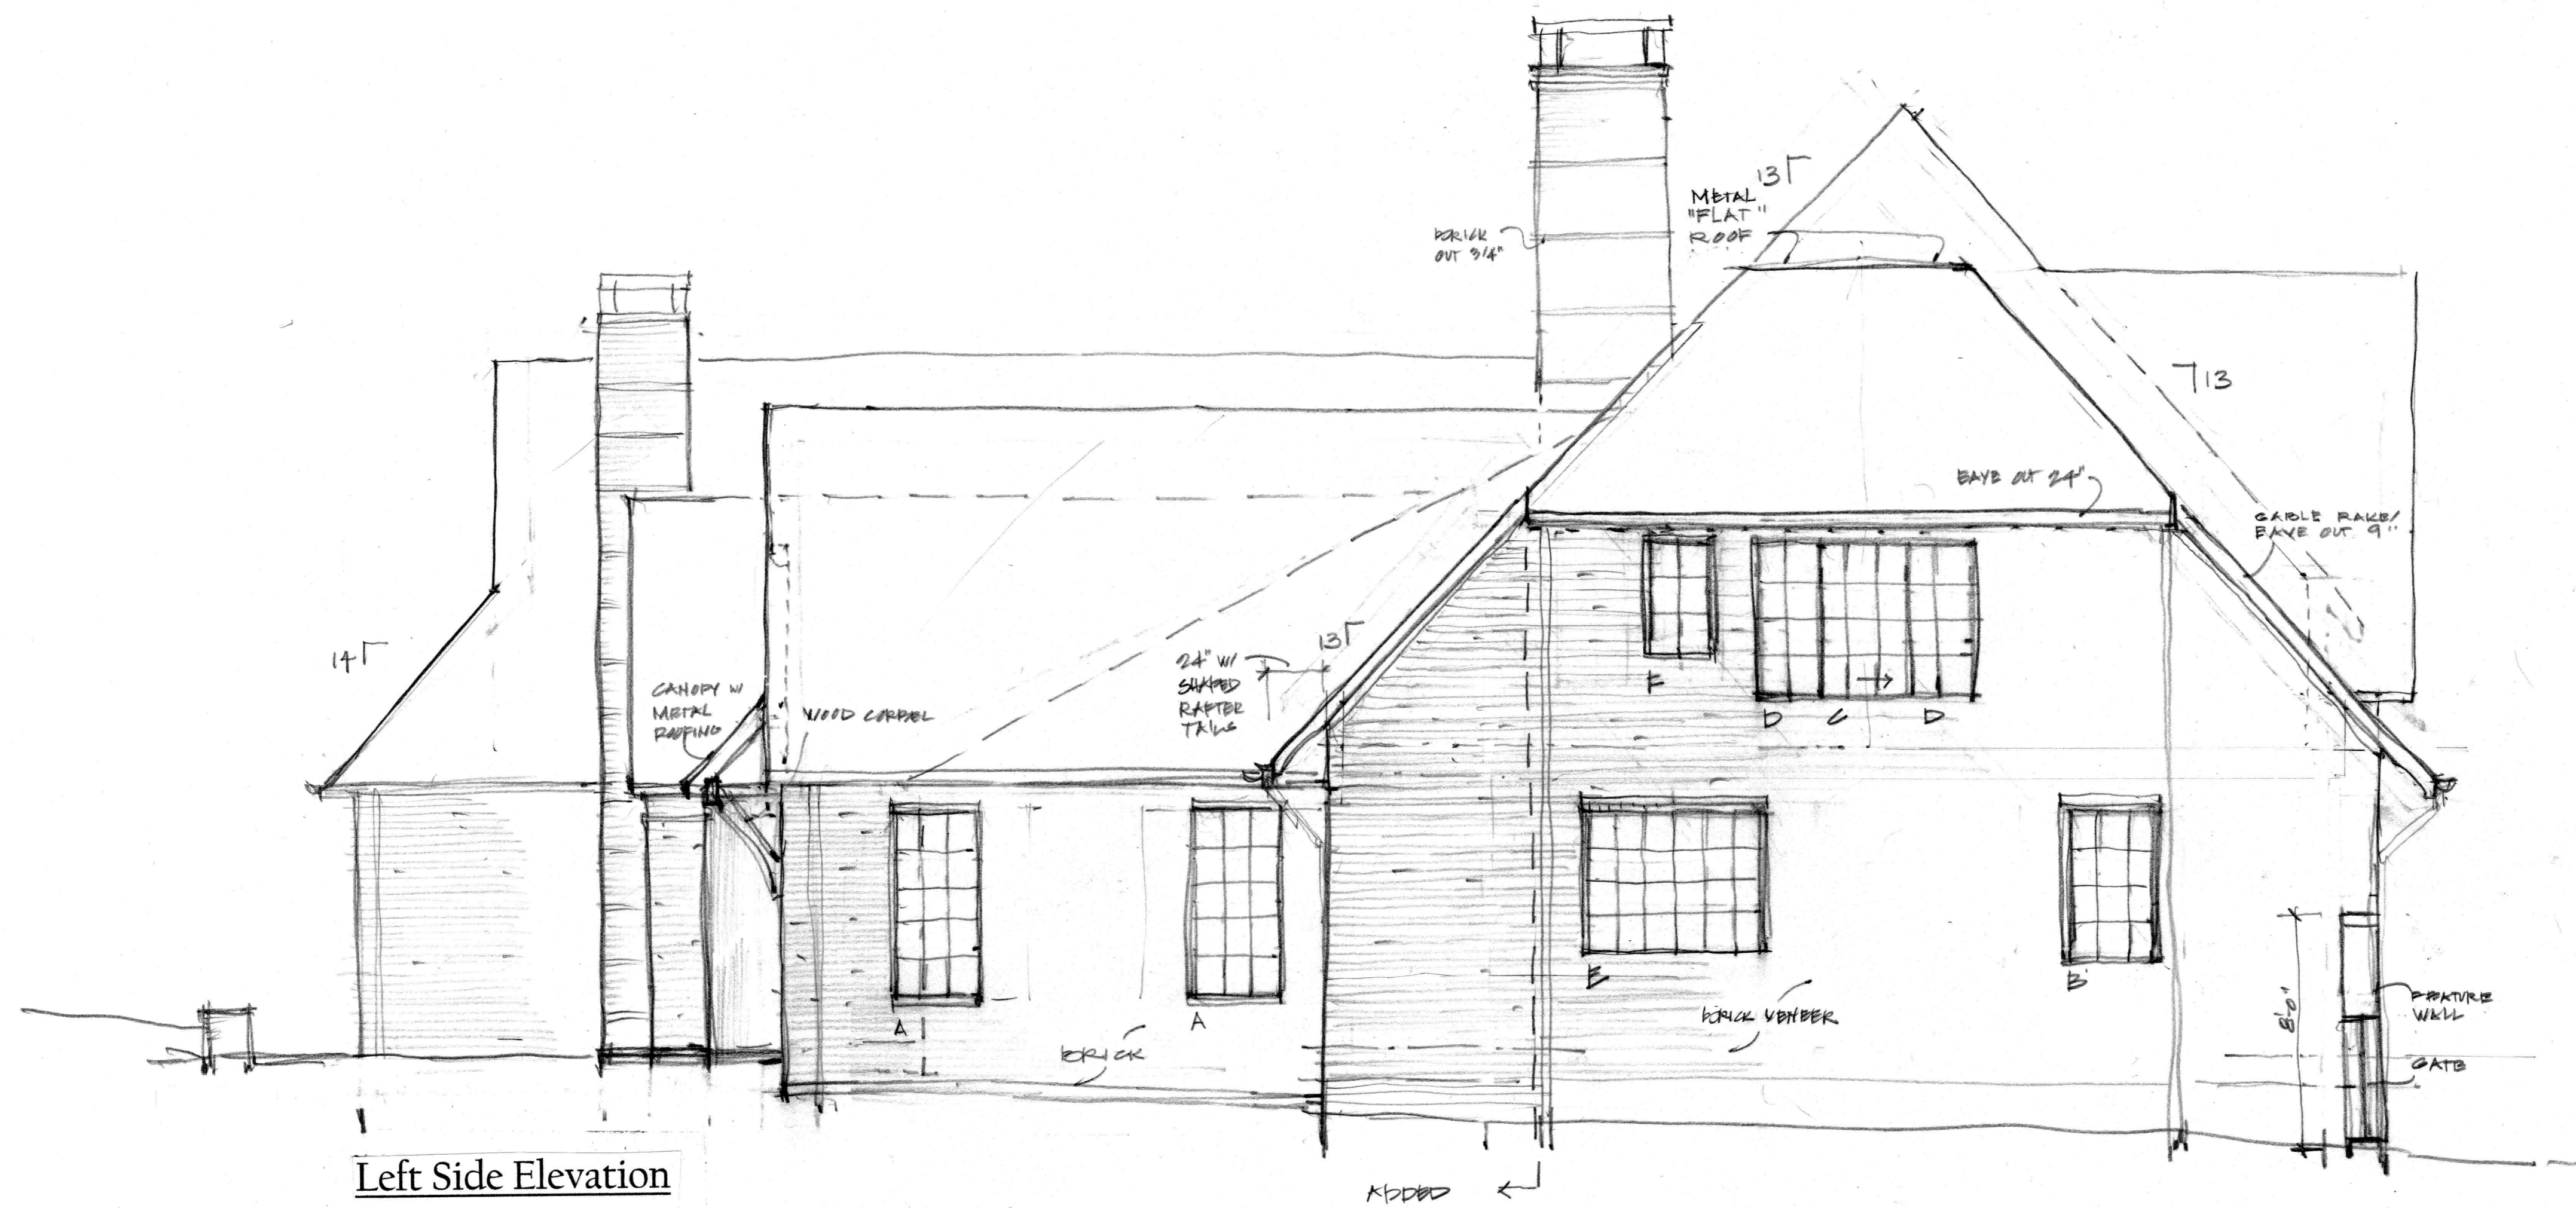 13
METAL
"FLAT"
ROOF
BRICK
OUT 3/4"
13
EAVE OUT 24"
GABLE RAKE/
EAVE OUT 9"
14
13
24" W/
SHAPED
RAFTER
TAILS
CANOPY W/
METAL
ROOFING
WOOD CORBEL
F
D C D
E
B
A
A
BRICK
BRICK VENEER
8'-0"
FEATURE
WALL
GATE
Left Side Elevation
ADDED